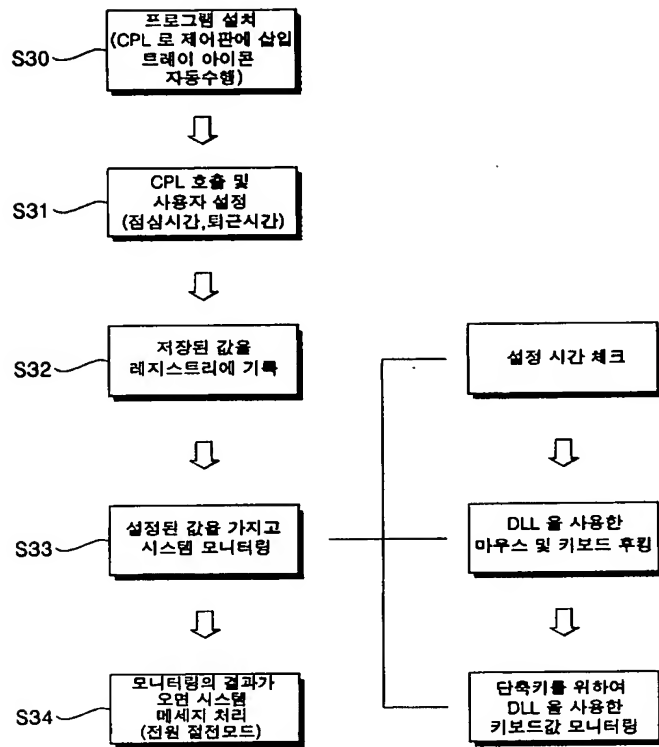 S30
프로그램 설치
(CPL 로 제어판에 삽입
트레이 아이콘
자동수행)
S31
CPL 호출 및
사용자 설정
(점심시간,퇴근시간)
S32
저장된 값을
레지스트리에 기록
S33
설정된 값을 가지고
시스템 모니터링
S34
모니터링의 결과가
오면 시스템
메세지 처리
(전원 절전모드)
설정 시간 체크
DLL 을 사용한
마우스 및 키보드 후킹
단축키를 위하여
DLL 을 사용한
키보드값 모니터링